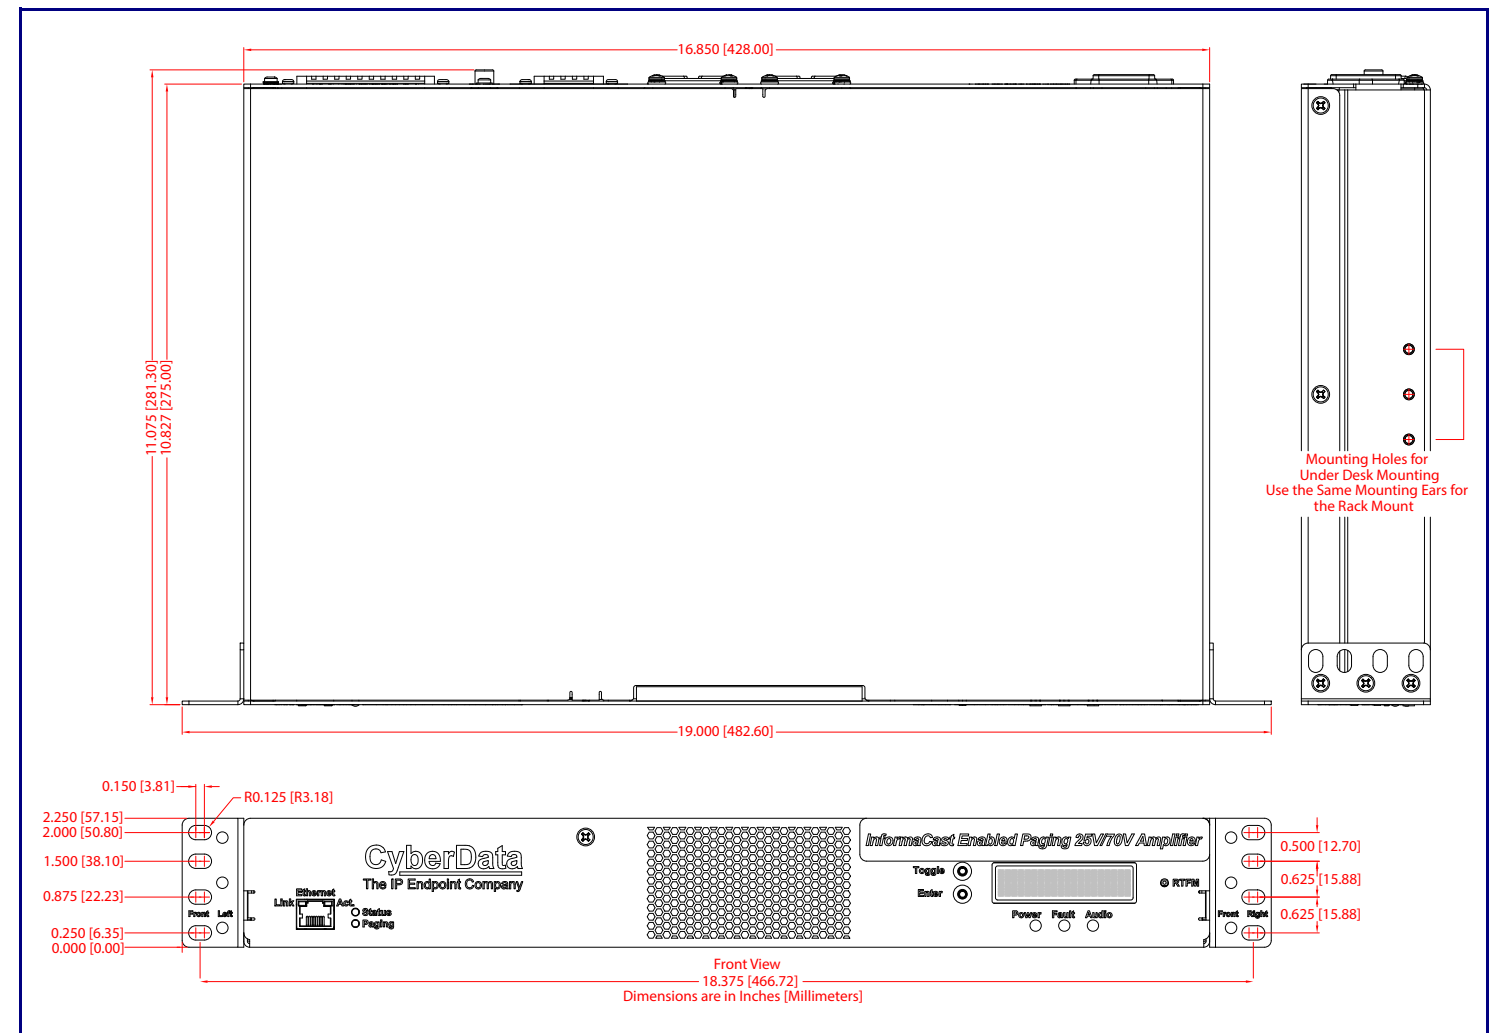 16.850 [428.00]
11.075 [281.30]
10.827 [275.00]
Mounting Holes for
Under Desk Mounting
Use the Same Mounting Ears for
the Rack Mount
19.000 [482.60]
0.150 [3.81]
R0.125 [R3.18]
2.250 [57.15]
2.000 [50.80]
1.500 [38.10]
0.875 [22.23]
0.250 [6.35]
0.000 [0.00]
Front Left
CyberData
The IP Endpoint Company
Ethernet
Link Act.
Status
Paging
InformaCast Enabled Paging 25V/70V Amplifier
Toggle
Enter
RTFM
Power Fault Audio
Front Right
0.500 [12.70]
0.625 [15.88]
0.625 [15.88]
Front View
18.375 [466.72]
Dimensions are in Inches [Millimeters]